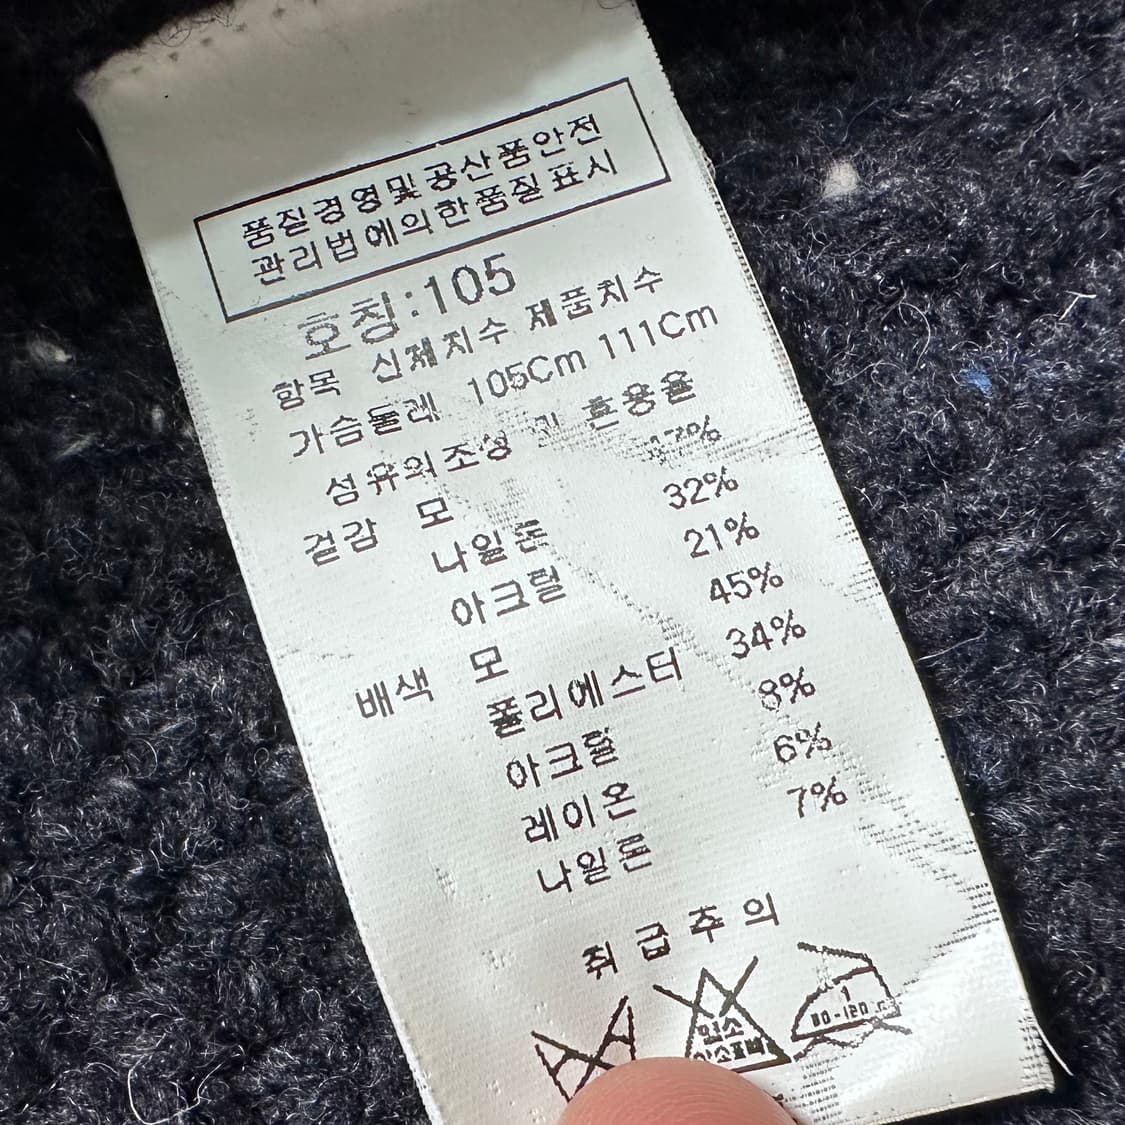 품질경영및공산품안전
관리법에의한품질표시
호칭:105
항목 신체치수 제품치수
가슴둘레 105Cm 111Cm
섬유의조성 및 혼용율
겉감 모
나일론 32%
아크릴 21%
배색 모 45%
폴리에스터 34%
아크릴 8%
레이온 6%
나일론 7%
취급주의
염소
80-120℃